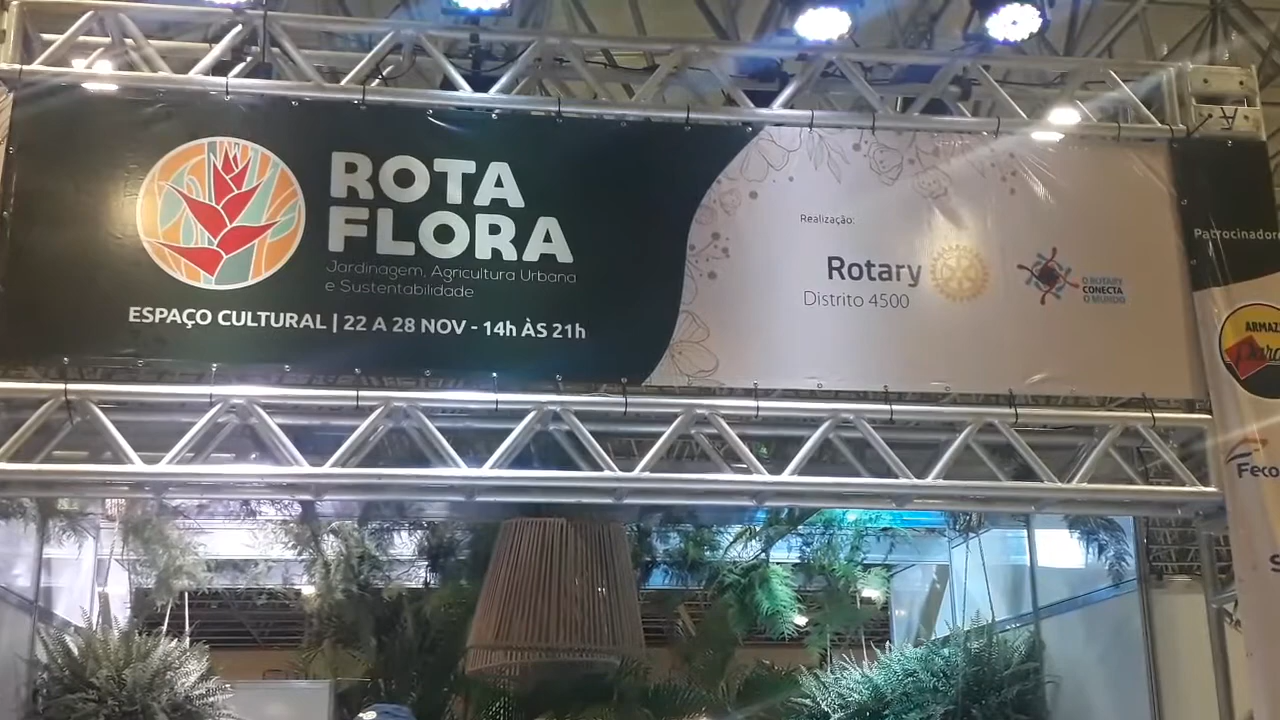 ROTA
FLORA
Jardinagem, Agricultura Urbana
e Sustentabilidade
ESPAÇO CULTURAL | 22 A 28 NOV - 14h ÀS 21h
Realização:
Rotary
Distrito 4500
O ROTARY
CONECTA
O MUNDO